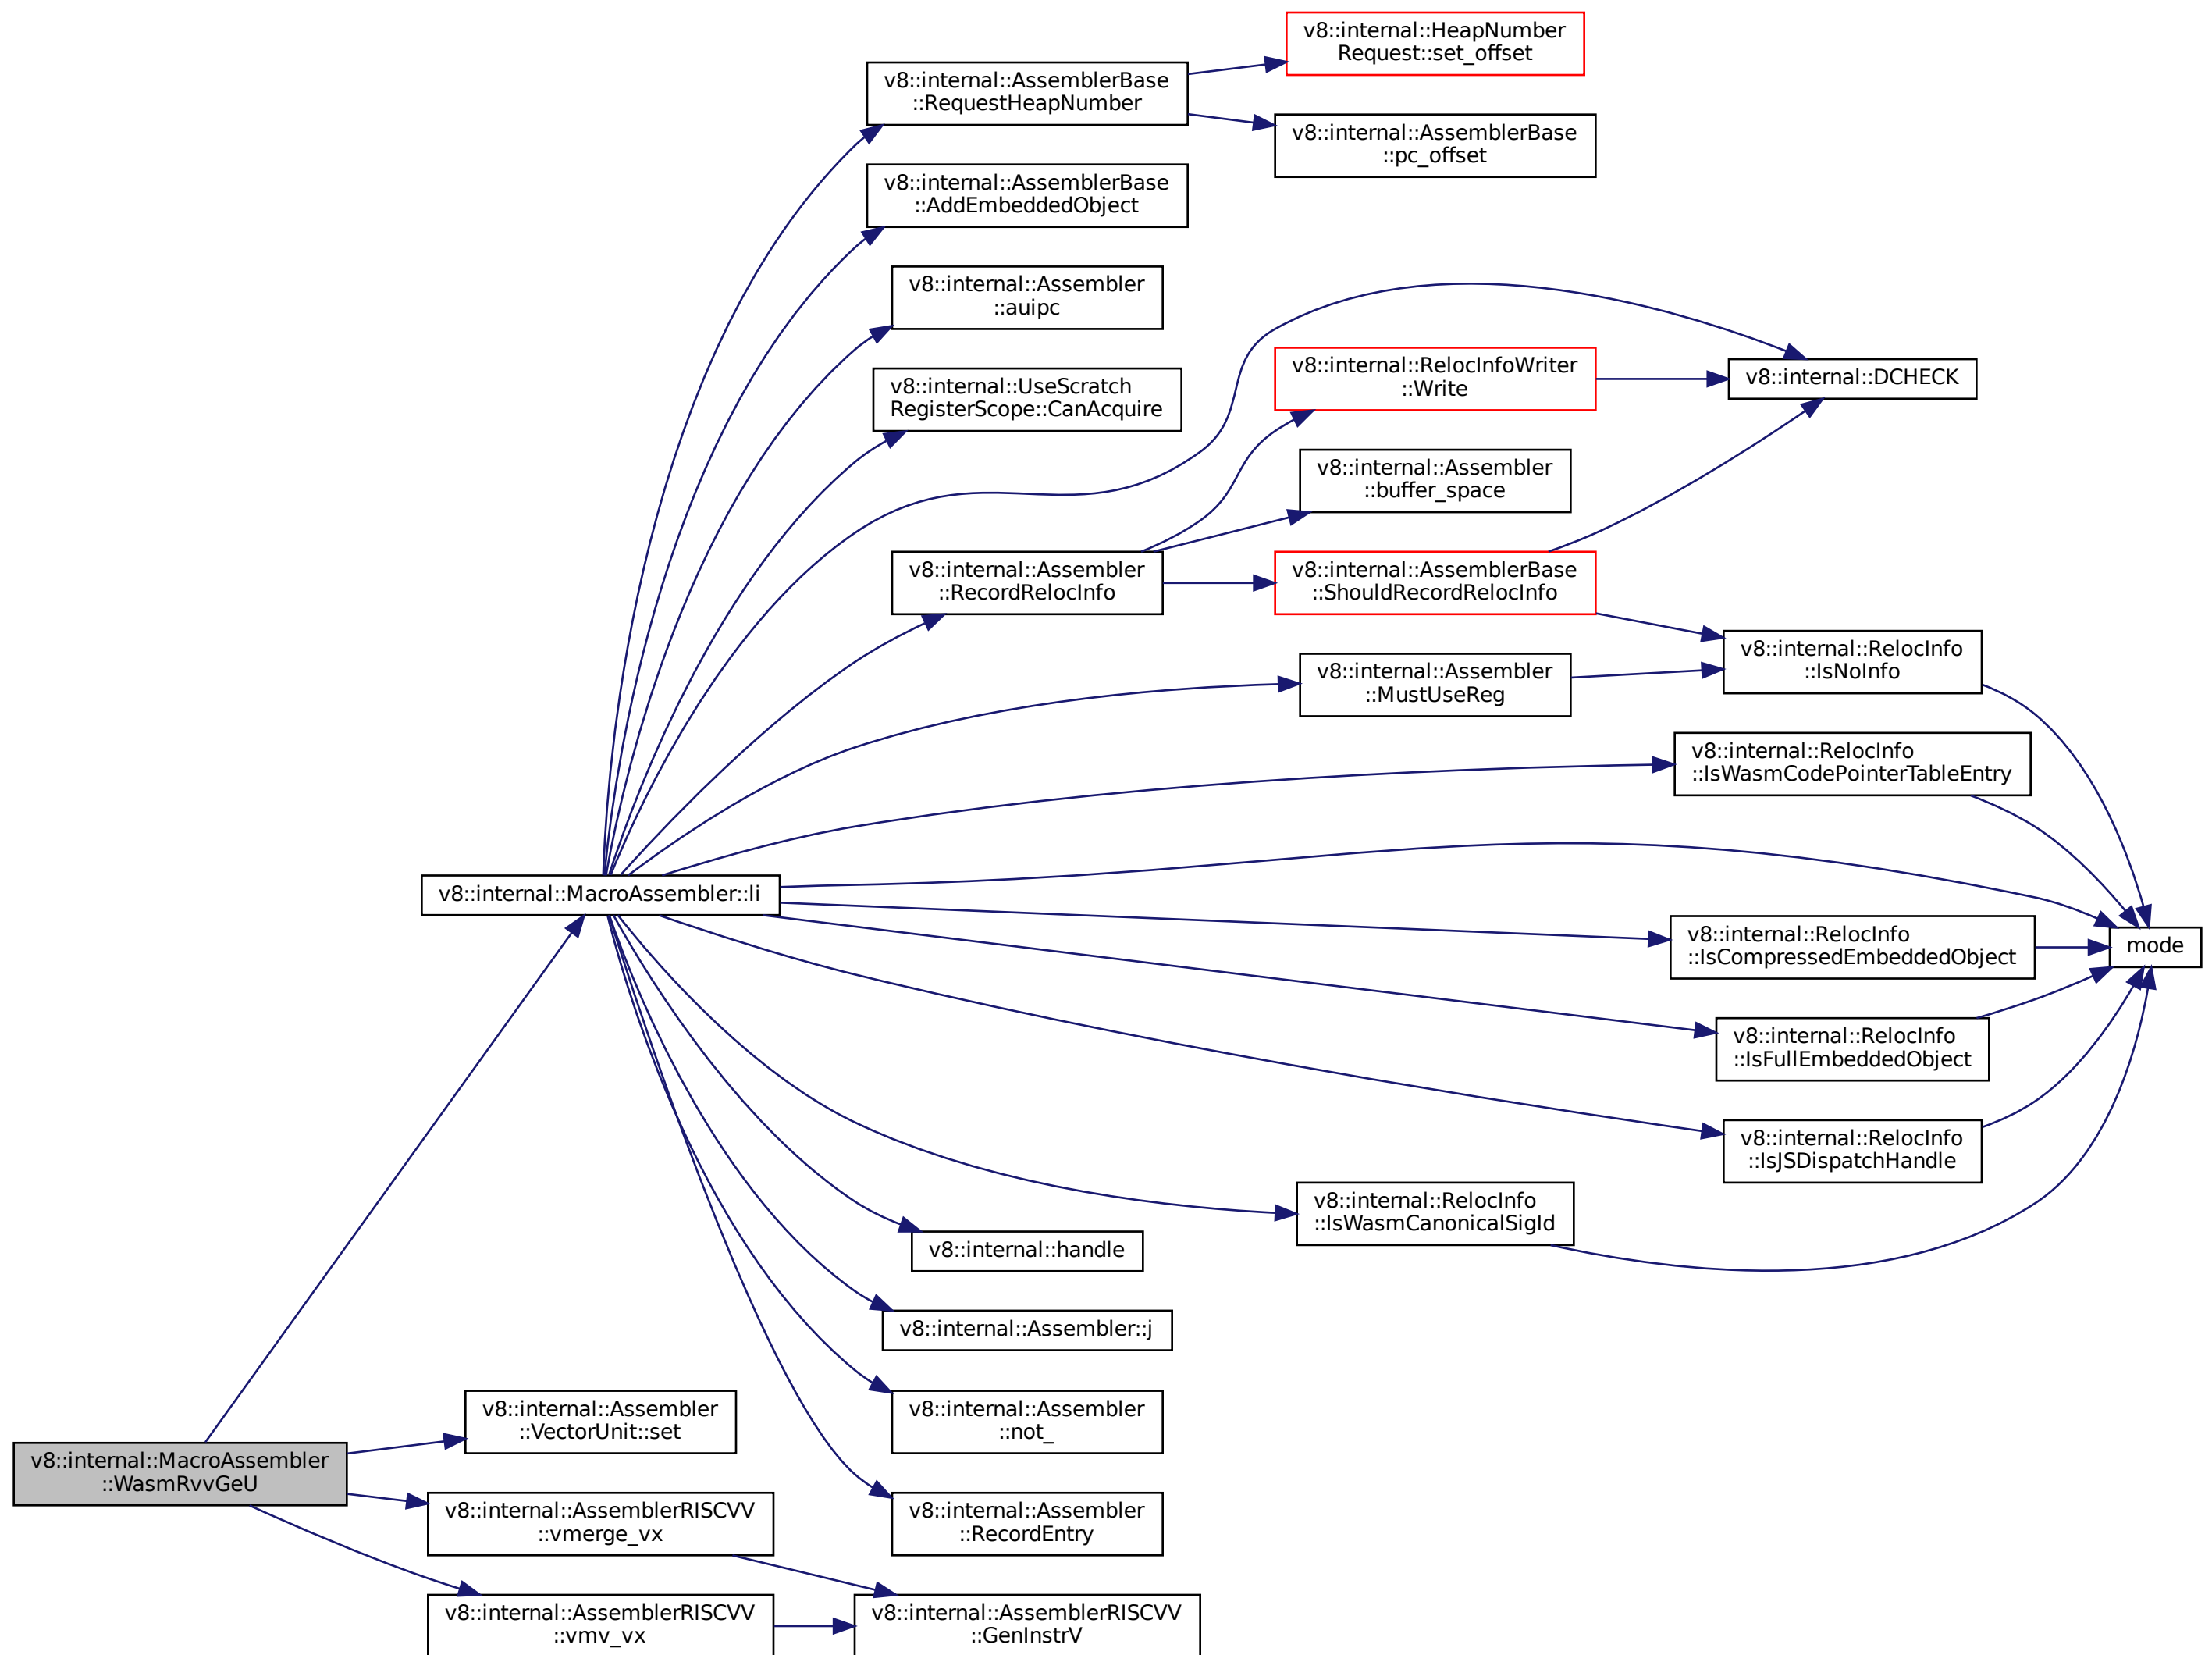 v8::internal::HeapNumber
Request::set_offset
v8::internal::AssemblerBase
::RequestHeapNumber
v8::internal::AssemblerBase
::pc_offset
v8::internal::AssemblerBase
::AddEmbeddedObject
v8::internal::Assembler
::auipc
v8::internal::UseScratch
RegisterScope::CanAcquire
v8::internal::RelocInfoWriter
::Write
v8::internal::DCHECK
v8::internal::Assembler
::buffer_space
v8::internal::Assembler
::RecordRelocInfo
v8::internal::AssemblerBase
::ShouldRecordRelocInfo
v8::internal::RelocInfo
::IsNoInfo
v8::internal::Assembler
::MustUseReg
v8::internal::RelocInfo
::IsWasmCodePointerTableEntry
v8::internal::MacroAssembler::li
v8::internal::RelocInfo
::IsCompressedEmbeddedObject
mode
v8::internal::RelocInfo
::IsFullEmbeddedObject
v8::internal::RelocInfo
::IsJSDispatchHandle
v8::internal::RelocInfo
::IsWasmCanonicalSigId
v8::internal::handle
v8::internal::Assembler::j
v8::internal::Assembler
::not_
v8::internal::Assembler
::VectorUnit::set
v8::internal::MacroAssembler
::WasmRvvGeU
v8::internal::AssemblerRISCVV
::vmerge_vx
v8::internal::Assembler
::RecordEntry
v8::internal::AssemblerRISCVV
::vmv_vx
v8::internal::AssemblerRISCVV
::GenInstrV